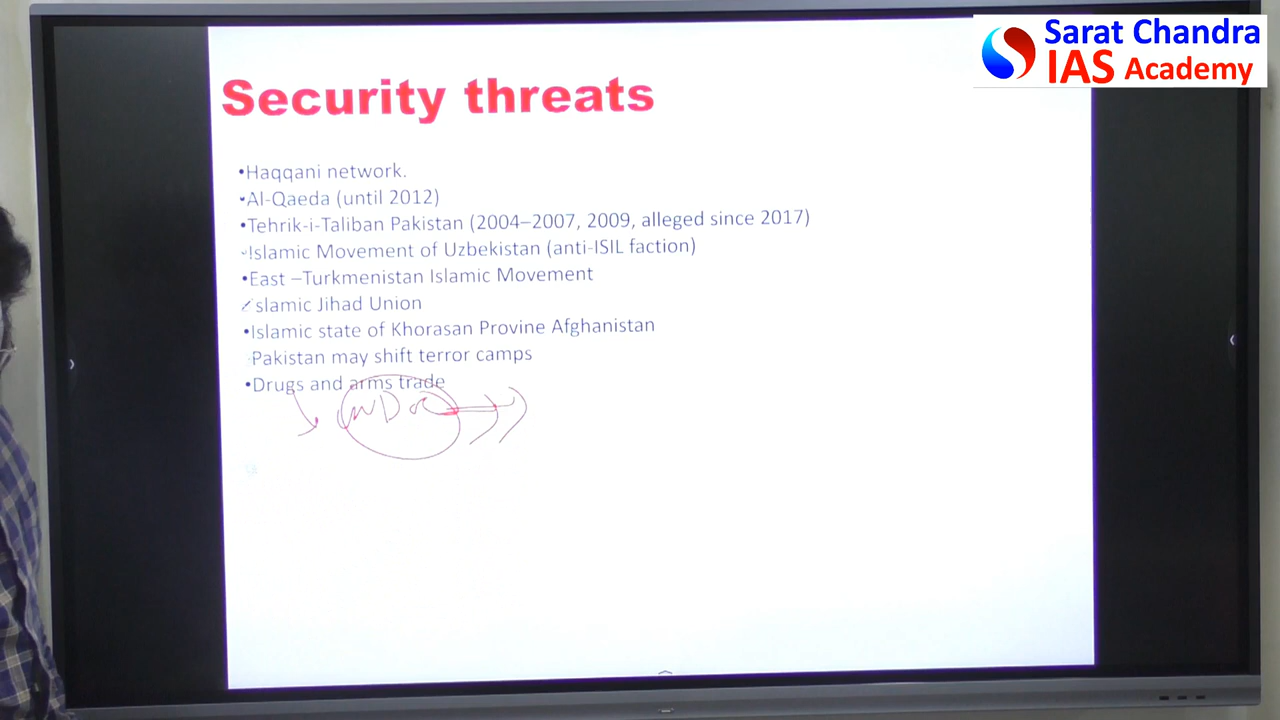 Sarat Chandra
IAS Academy
Security threats
•Haqqani network.
•Al-Qaeda (until 2012)
•Tehrik-i-Taliban Pakistan (2004–2007, 2009, alleged since 2017)
Islamic Movement of Uzbekistan (anti-ISIL faction)
•East –Turkmenistan Islamic Movement
slamic Jihad Union
•Islamic state of Khorasan Provine Afghanistan
Pakistan may shift terror camps
•Drugs and arms trade